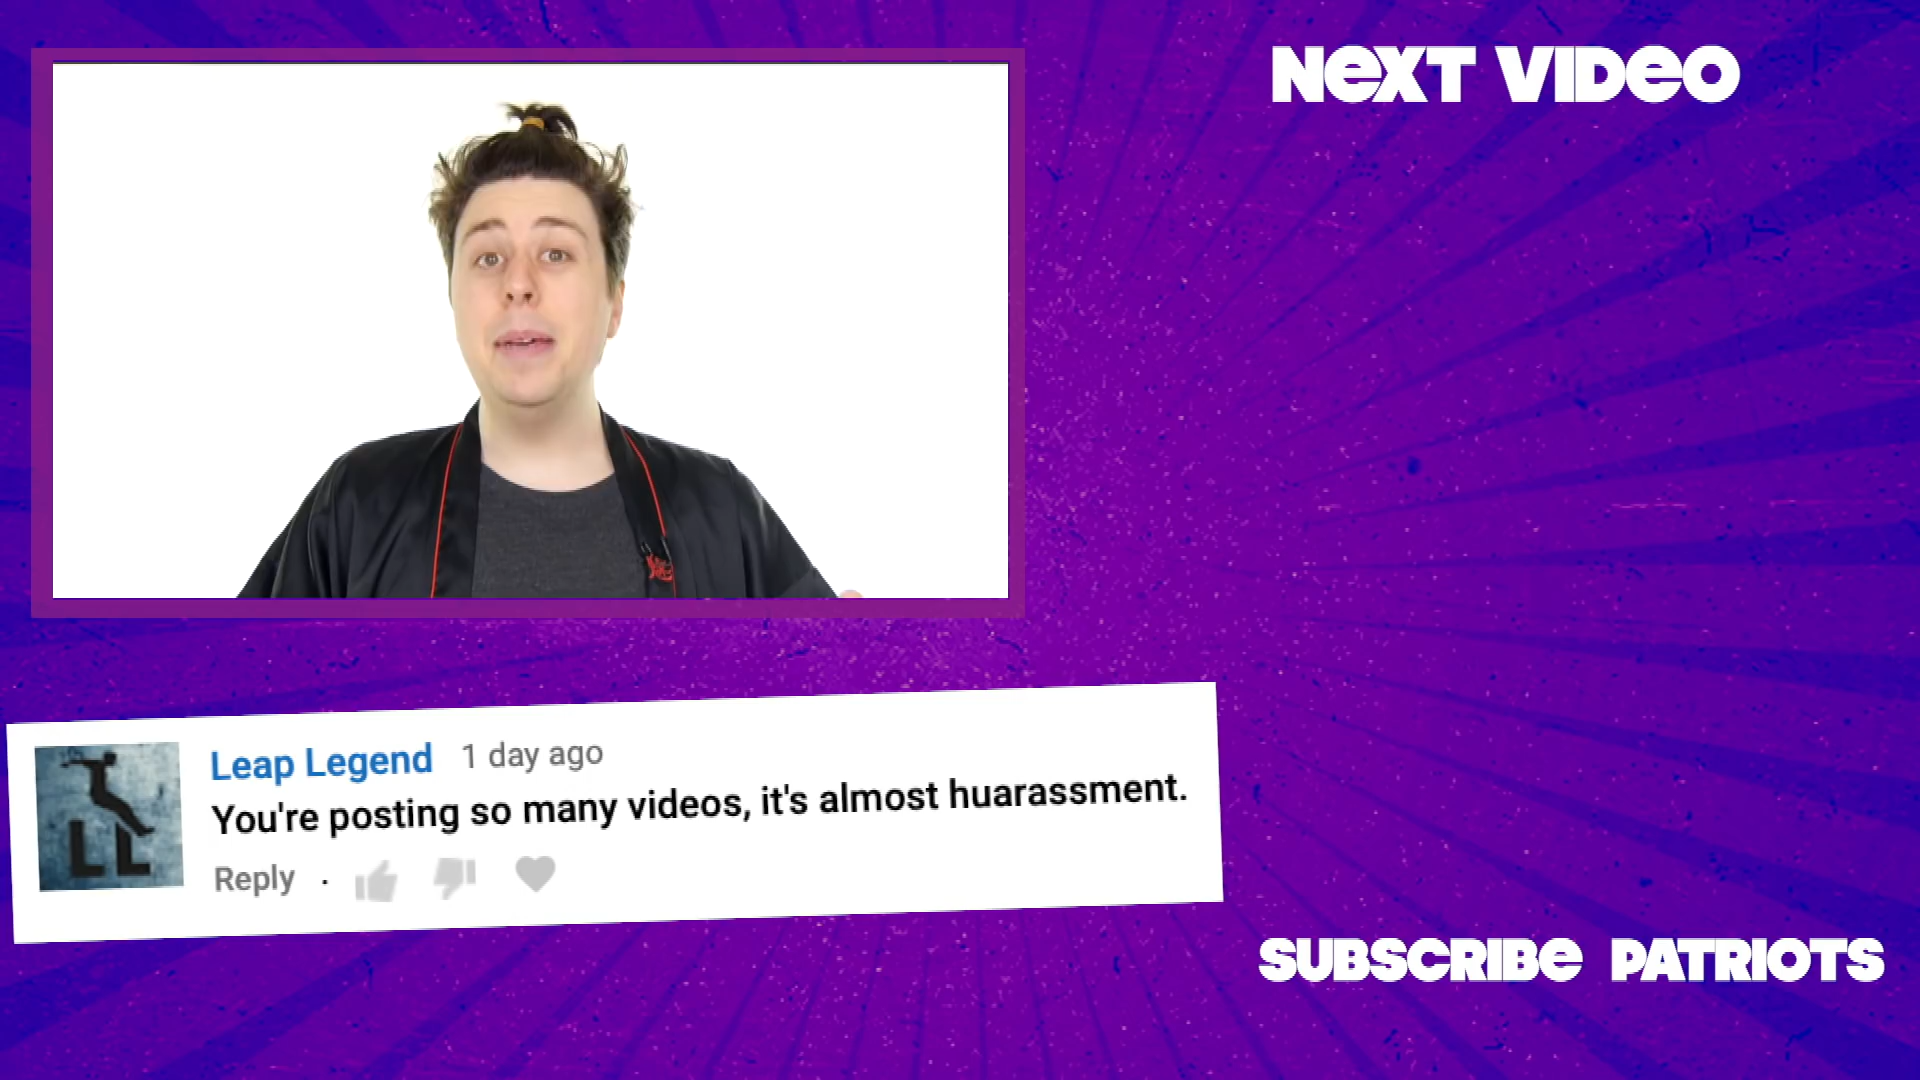 NEXT VIDEO
Leap Legend 1 day ago
You're posting so many videos, it's almost huarassment.
LL
Reply ·
SUBSCRIBE PATRIOTS